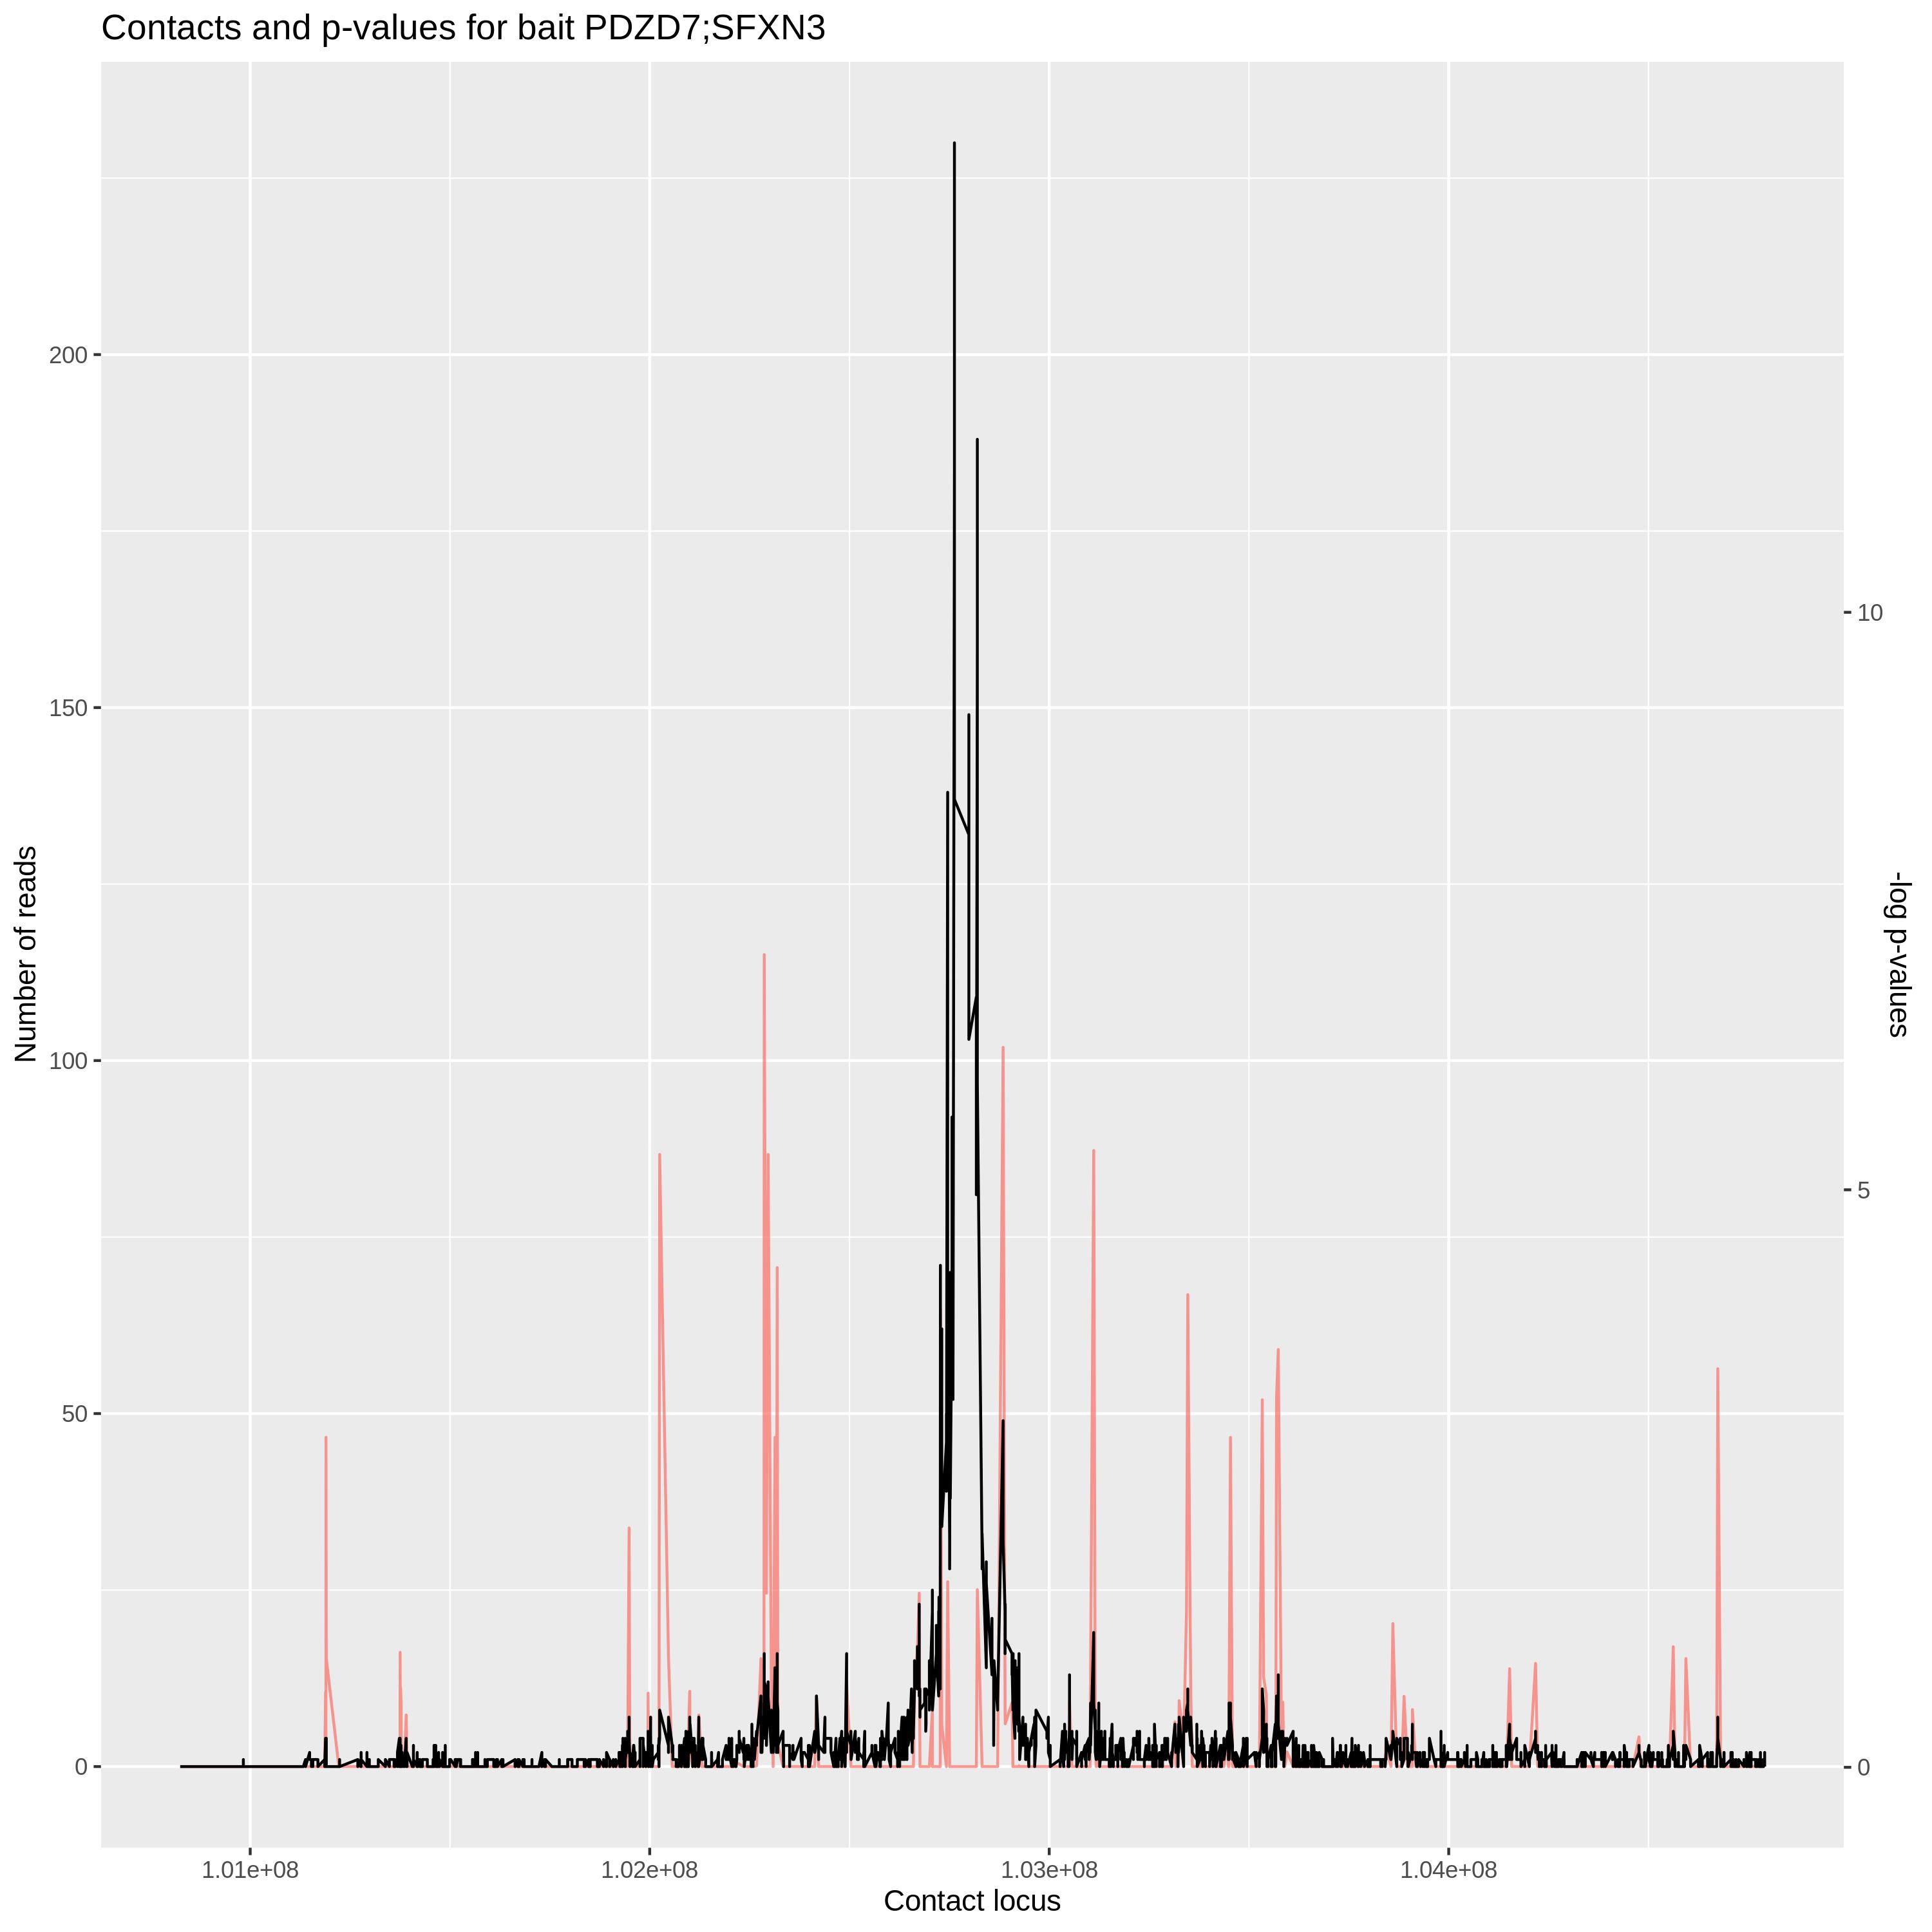 Contacts and p-values for bait PDZD7;SFXN3
Number of reads
200
150
100
50
0
10
5
0
-log p-values
1.01e+08
1.02e+08
1.03e+08
1.04e+08
Contact locus